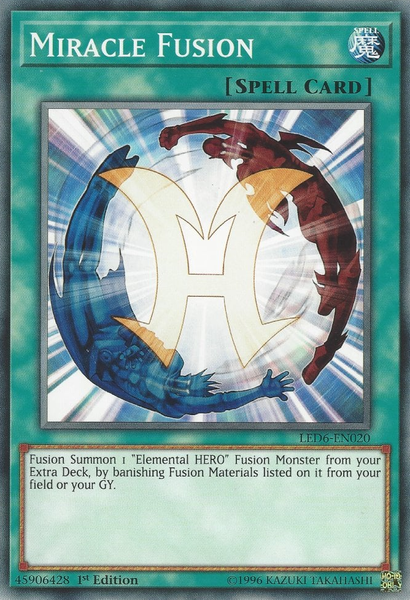 MIRACLE FUSION
SPELL
魔
[SPELL CARD]
H
LED6-EN020
Fusion Summon 1 "Elemental HERO" Fusion Monster from your
Extra Deck, by banishing Fusion Materials listed on it from your
field or your GY.
45906428 1st Edition ©1996 KAZUKI TAKAHASHI